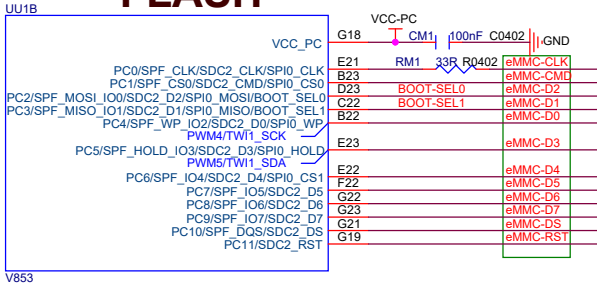 FLASH
UU1B
VCC-PC
VCC_PC G18 CM1 100nF C0402 GND
PC0/SPF_CLK/SDC2_CLK/SPI0_CLK E21 RM1 33R R0402 eMMC-CLK
PC1/SPF_CS0/SDC2_CMD/SPI0_CS0 B23 eMMC-CMD
PC2/SPF_MOSI_IO0/SDC2_D2/SPI0_MOSI/BOOT_SEL0 D23 BOOT-SEL0 eMMC-D2
PC3/SPF_MISO_IO1/SDC2_D1/SPI0_MISO/BOOT_SEL1 C22 BOOT-SEL1 eMMC-D1
PC4/SPF_WP_IO2/SDC2_D0/SPI0_WP B22 eMMC-D0
PWM4/TWI1_SCK
PC5/SPF_HOLD_IO3/SDC2_D3/SPI0_HOLD E23 eMMC-D3
PWM5/TWI1_SDA
PC6/SPF_IO4/SDC2_D4/SPI0_CS1 E22 eMMC-D4
PC7/SPF_IO5/SDC2_D5 F22 eMMC-D5
PC8/SPF_IO6/SDC2_D6 G22 eMMC-D6
PC9/SPF_IO7/SDC2_D7 G23 eMMC-D7
PC10/SPF_DQS/SDC2_DS G21 eMMC-DS
PC11/SDC2_RST G19 eMMC-RST
V853